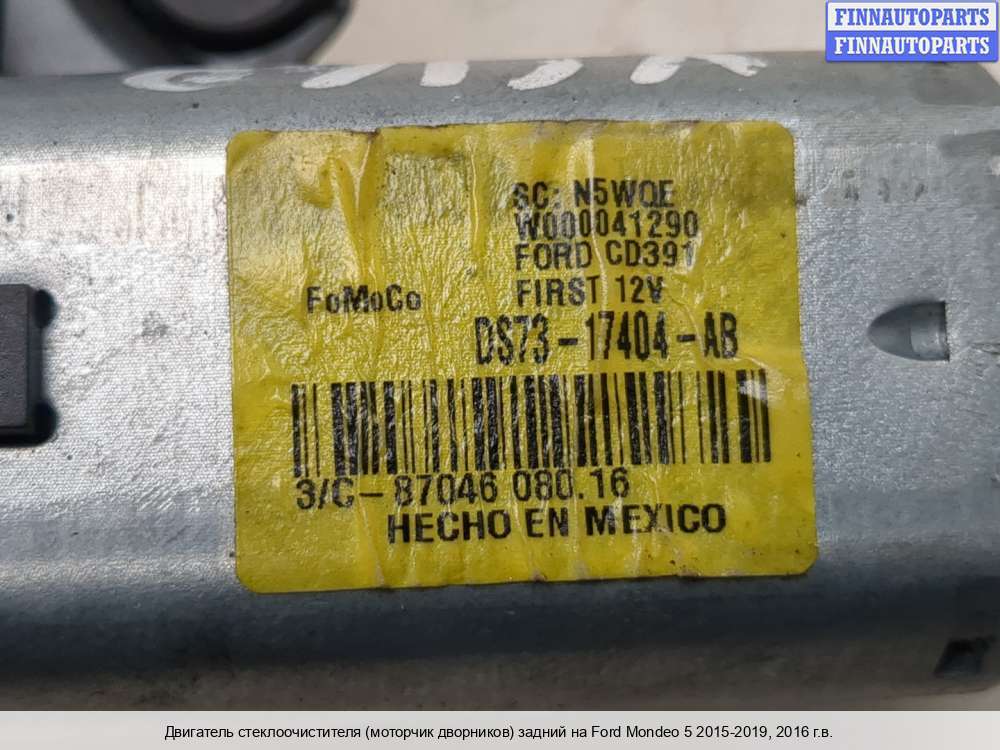 FINNAUTOPARTS
FINNAUTOPARTS
SC: N5WQE
W000041290
FORD CD391
FIRST 12V
FoMoCo
DS73-17404-AB
3/C-87046 080.16
HECHO EN MEXICO
Двигатель стеклоочистителя (моторчик дворников) задний на Ford Mondeo 5 2015-2019, 2016 г.в.